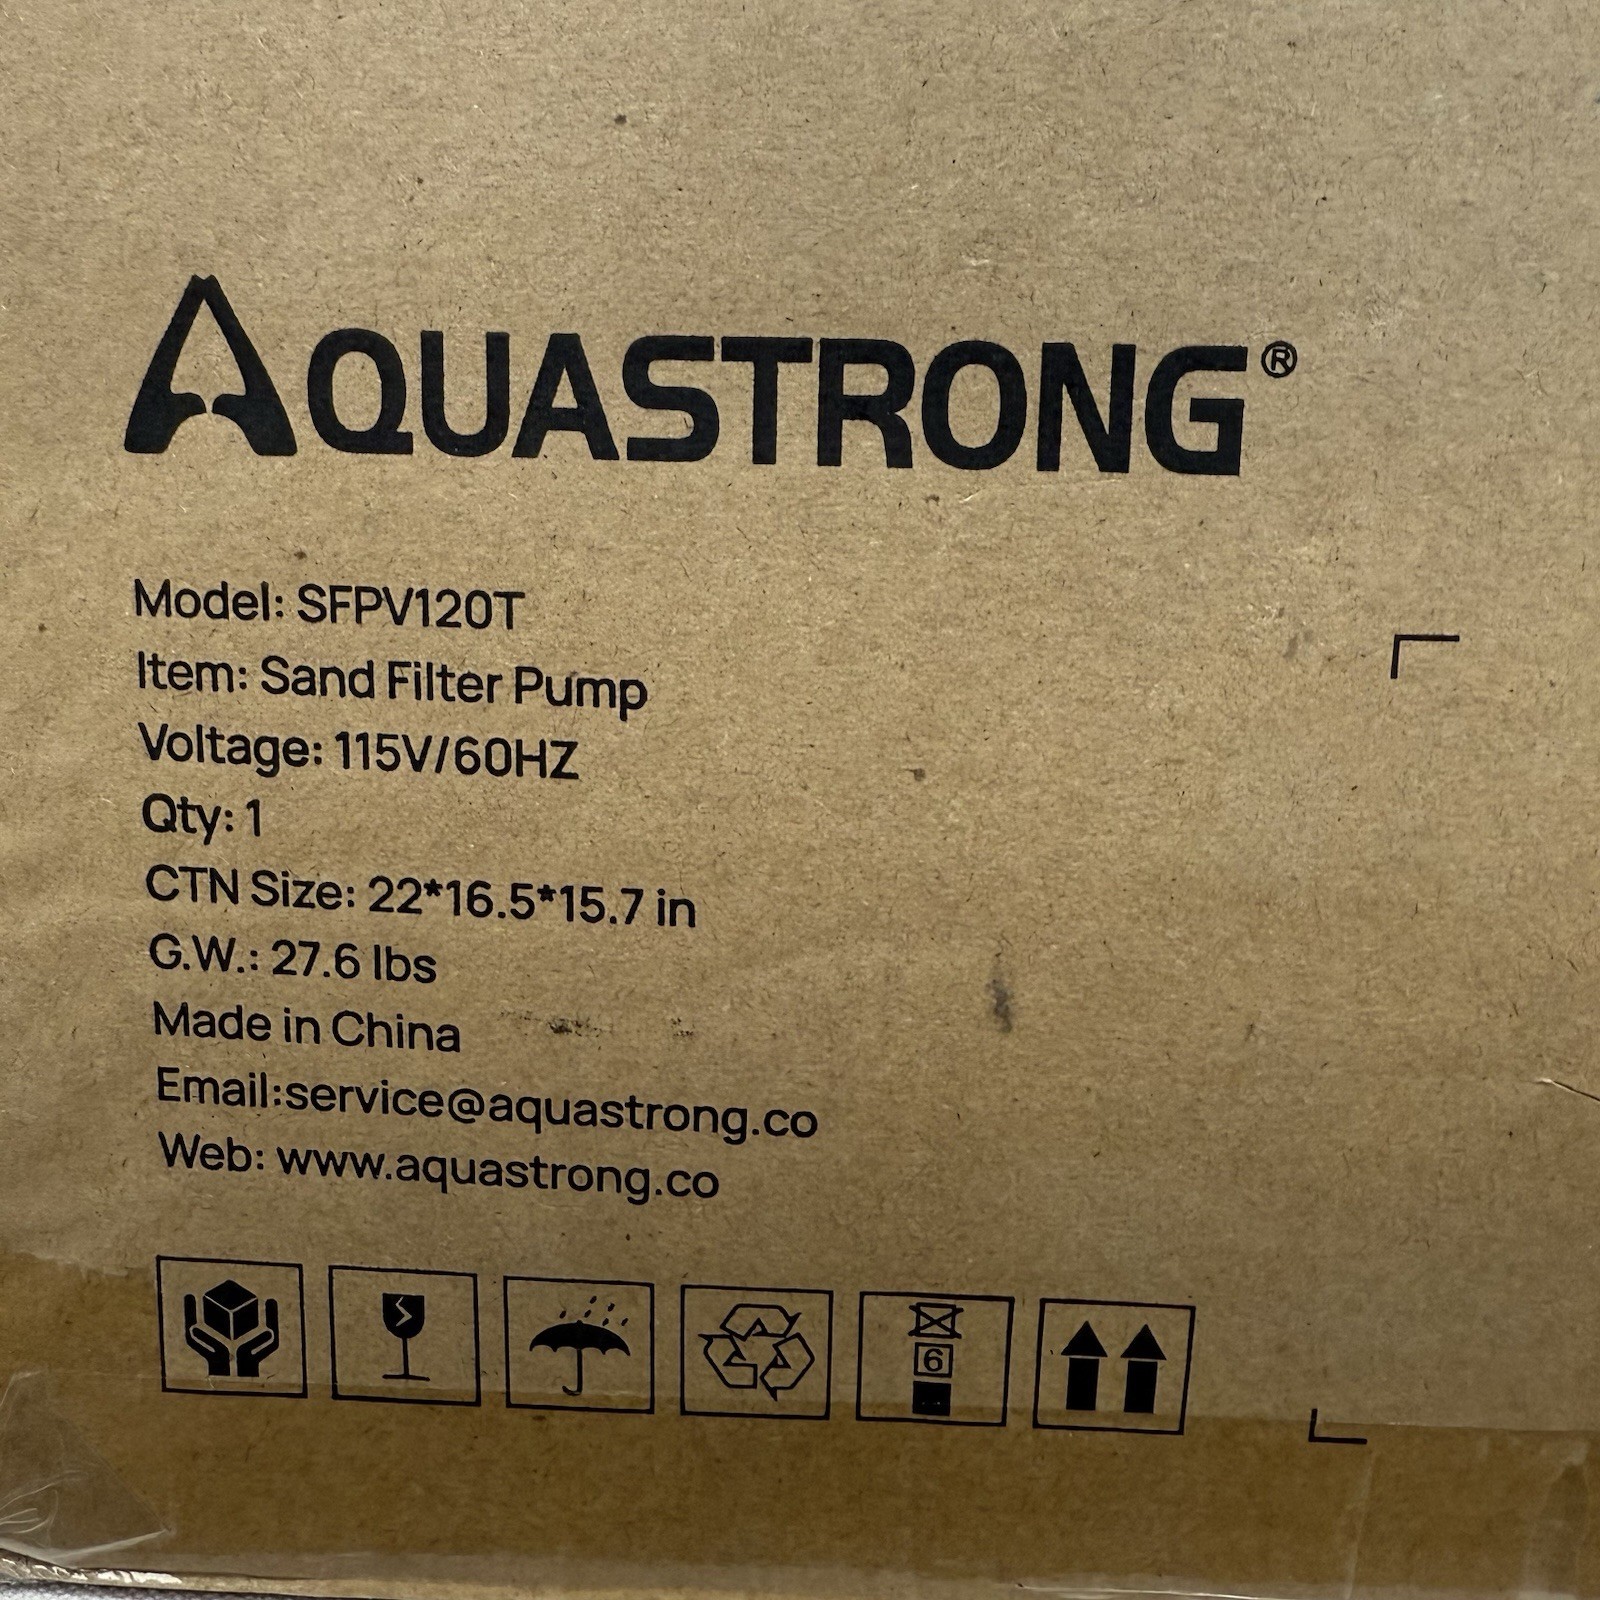 AQUASTRONG®
Model: SFPV120T
Item: Sand Filter Pump
Voltage: 115V/60HZ
Qty: 1
CTN Size: 22*16.5*15.7 in
G.W.: 27.6 lbs
Made in China
Email:service@aquastrong.co
Web: www.aquastrong.co
6